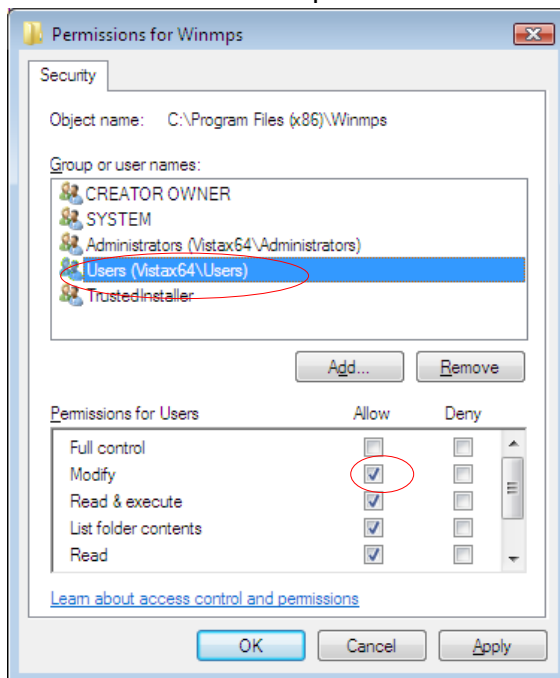 Permissions for Winmps
Security
Object name: C:\Program Files (x86)\Winmps
Group or user names:
CREATOR OWNER
SYSTEM
Administrators (Vistax64\Administrators)
Users (Vistax64\Users)
TrustedInstaller
Add... Remove
Permissions for Users Allow Deny
Full control
Modify
Read & execute
List folder contents
Read
Learn about access control and permissions
OK Cancel Apply